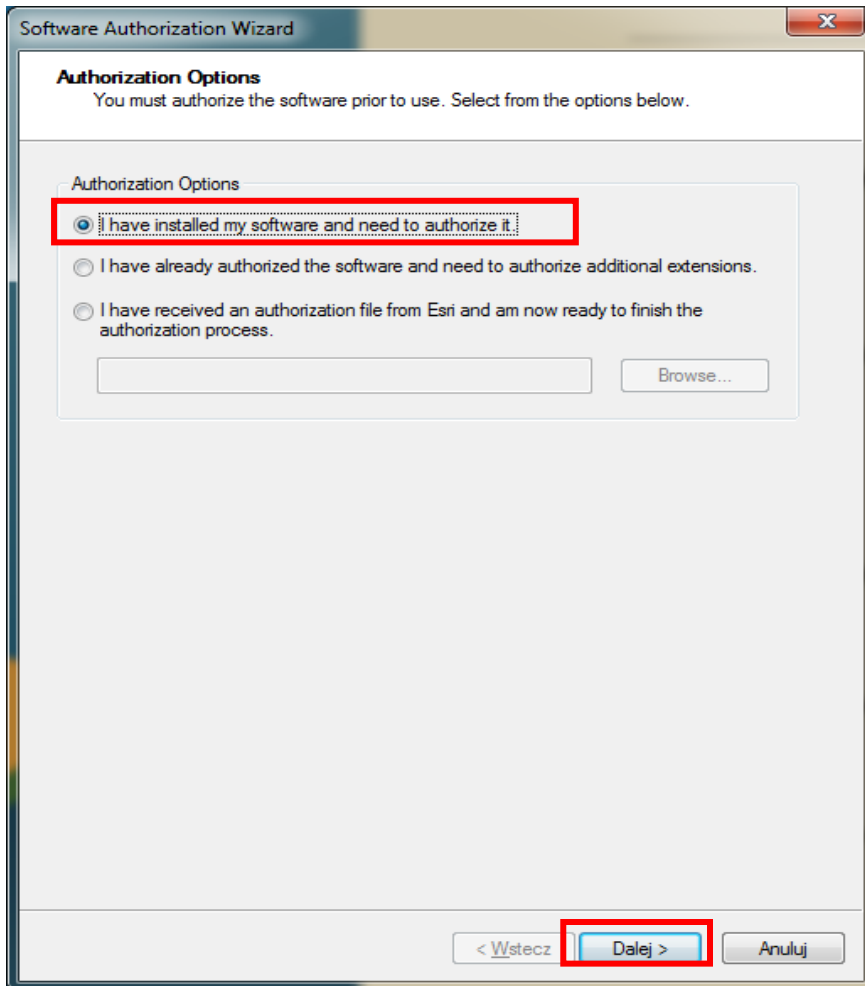 Software Authorization Wizard
Authorization Options
You must authorize the software prior to use. Select from the options below.
Authorization Options
I have installed my software and need to authorize it.
I have already authorized the software and need to authorize additional extensions.
I have received an authorization file from Esri and am now ready to finish the
authorization process.
Browse...
< Wstecz Dalej > Anuluj